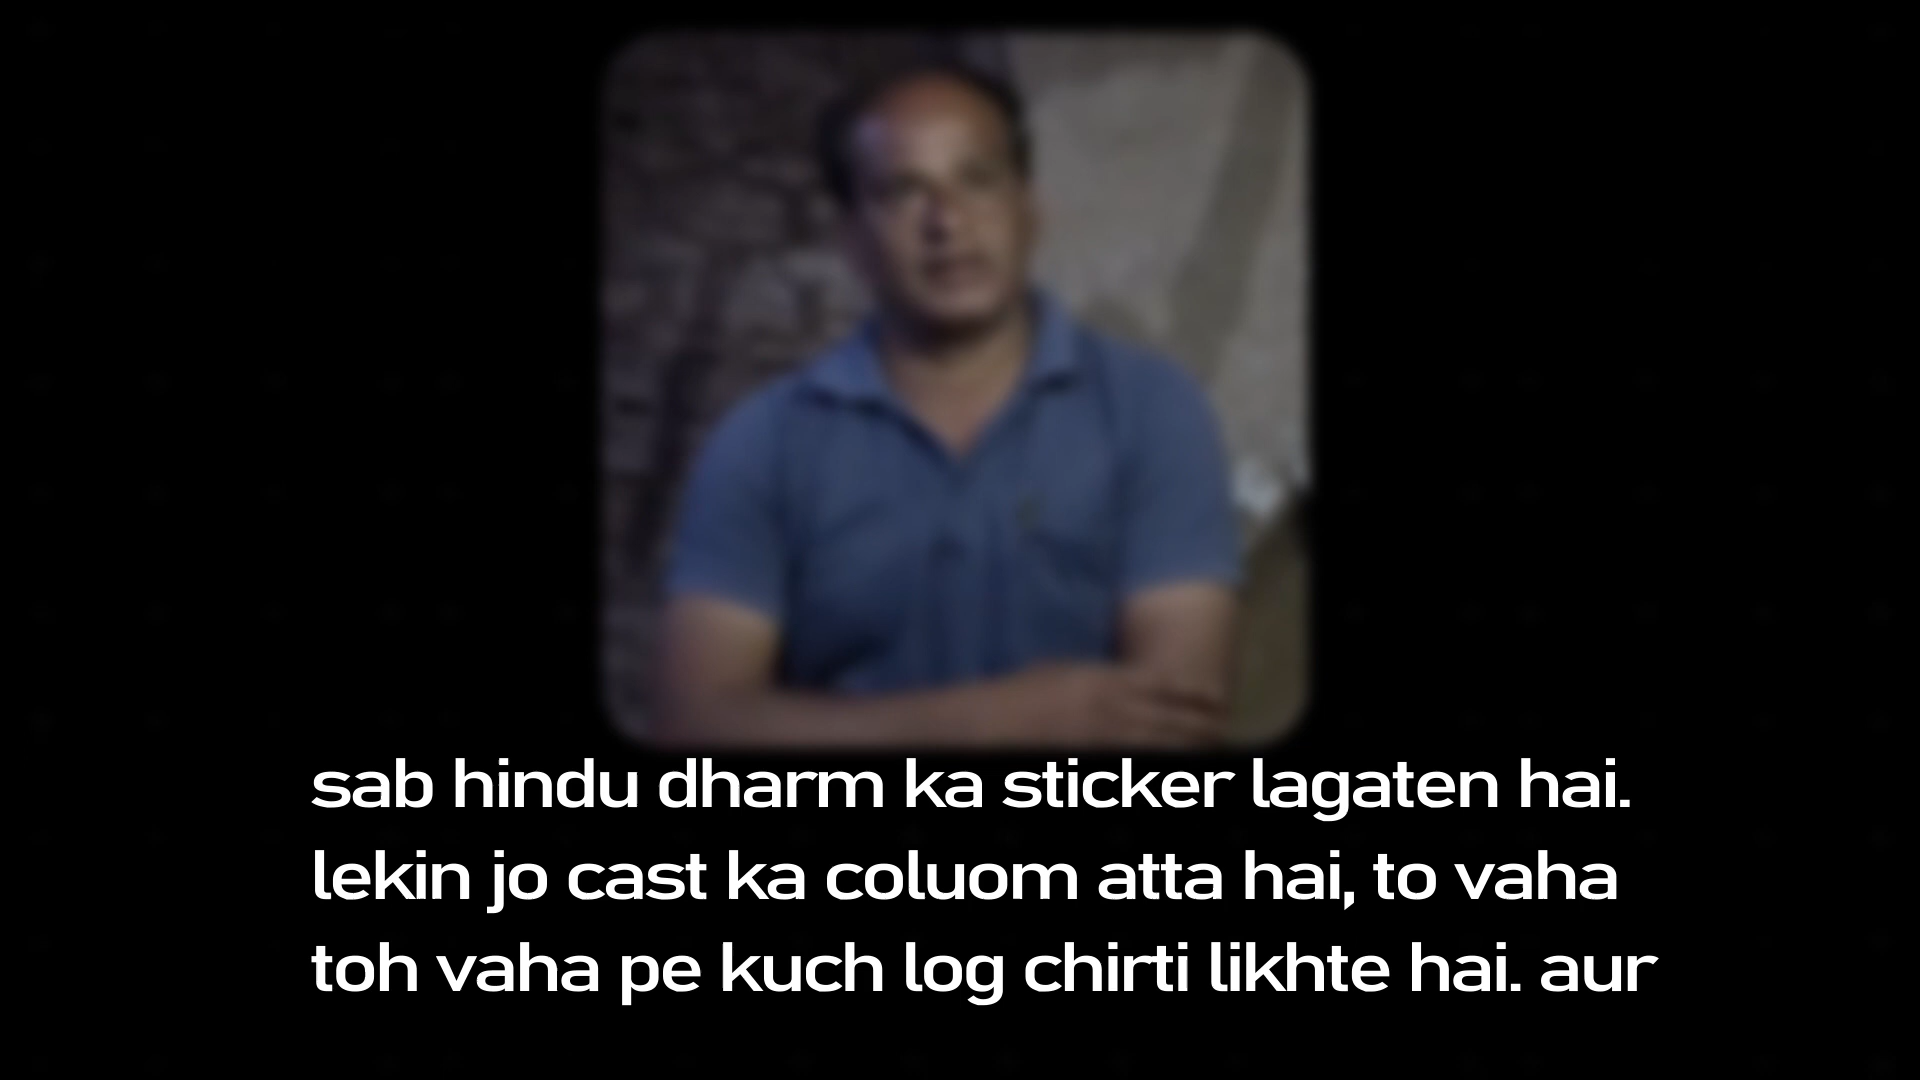 sab hindu dharm ka sticker lagaten hai.
lekin jo cast ka coluom atta hai, to vaha
toh vaha pe kuch log chirti likhte hai. aur